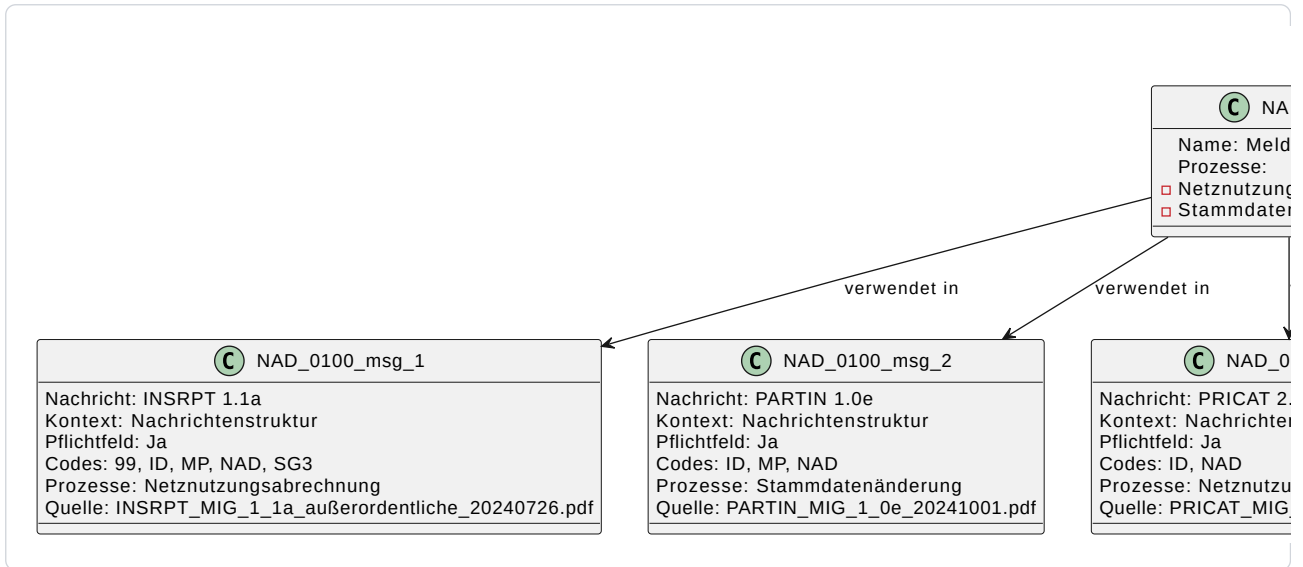 C NA
Name: Meld
Prozesse:
Netznutzung
Stammdaten
verwendet in
verwendet in
C NAD_0100_msg_1
Nachricht: INSRPT 1.1a
Kontext: Nachrichtenstruktur
Pflichtfeld: Ja
Codes: 99, ID, MP, NAD, SG3
Prozesse: Netznutzungsabrechnung
Quelle: INSRPT_MIG_1_1a_außerordentliche_20240726.pdf
C NAD_0100_msg_2
Nachricht: PARTIN 1.0e
Kontext: Nachrichtenstruktur
Pflichtfeld: Ja
Codes: ID, MP, NAD
Prozesse: Stammdatenänderung
Quelle: PARTIN_MIG_1_0e_20241001.pdf
C NAD_0
Nachricht: PRICAT 2.
Kontext: Nachrichten
Pflichtfeld: Ja
Codes: ID, NAD
Prozesse: Netznutzu
Quelle: PRICAT_MIG_